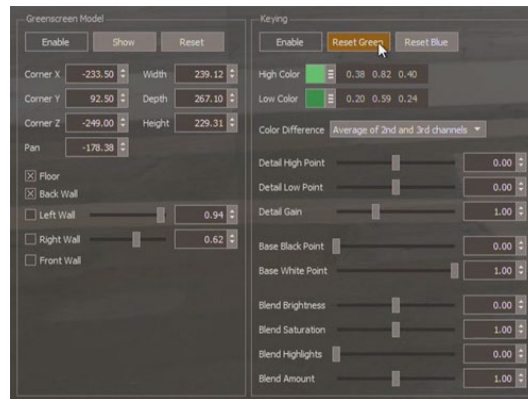 Greenscreen Model
Enable Show Reset
Corner X -233.50 Width 239.12
Corner Y 92.50 Depth 267.10
Corner Z -249.00 Height 229.31
Pan -178.38
Floor
Back Wall
Left Wall 0.94
Right Wall 0.62
Front Wall
Keying
Enable Reset Green Reset Blue
High Color 0.38 0.82 0.40
Low Color 0.20 0.59 0.24
Color Difference Average of 2nd and 3rd channels
Detail High Point 0.00
Detail Low Point 0.00
Detail Gain 1.00
Base Black Point 0.00
Base White Point 1.00
Blend Brightness 0.00
Blend Saturation 1.00
Blend Highlights 0.00
Blend Amount 1.00